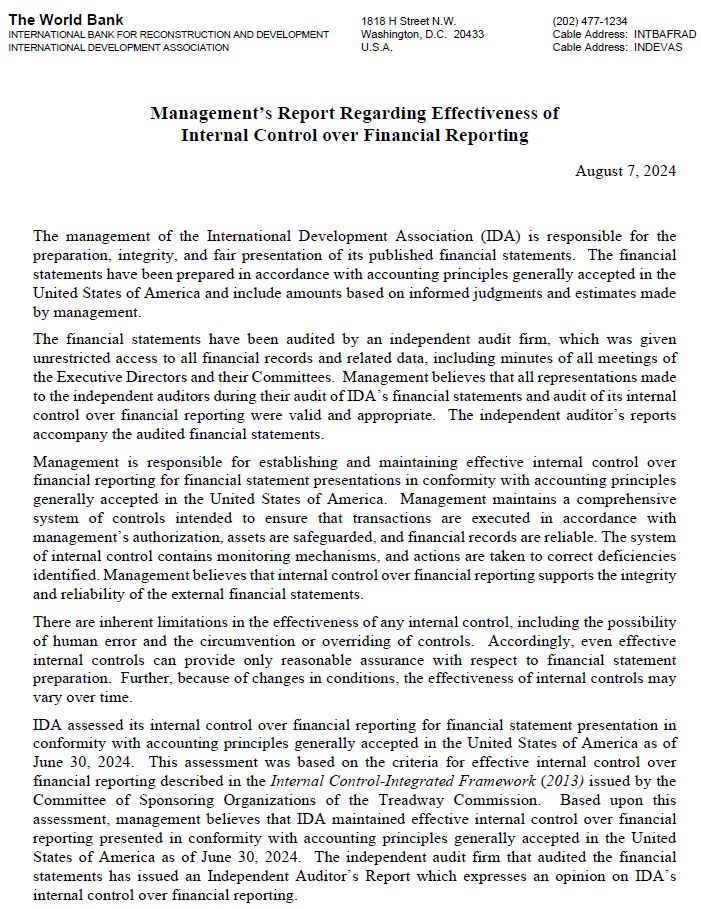 The World Bank
INTERNATIONAL BANK FOR RECONSTRUCTION AND DEVELOPMENT
INTERNATIONAL DEVELOPMENT ASSOCIATION
1818 H Street N.W.
Washington, D.C. 20433
U.S.A.
(202) 477-1234
Cable Address: INTBAFRAD
Cable Address: INDEVAS
Management's Report Regarding Effectiveness of
Internal Control over Financial Reporting
August 7, 2024
The management of the International Development Association (IDA) is responsible for the
preparation, integrity, and fair presentation of its published financial statements. The financial
statements have been prepared in accordance with accounting principles generally accepted in the
United States of America and include amounts based on informed judgments and estimates made
by management.
The financial statements have been audited by an independent audit firm, which was given
unrestricted access to all financial records and related data, including minutes of all meetings of
the Executive Directors and their Committees. Management believes that all representations made
to the independent auditors during their audit of IDA's financial statements and audit of its internal
control over financial reporting were valid and appropriate. The independent auditor's reports
accompany the audited financial statements.
Management is responsible for establishing and maintaining effective internal control over
financial reporting for financial statement presentations in conformity with accounting principles
generally accepted in the United States of America. Management maintains a comprehensive
system of controls intended to ensure that transactions are executed in accordance with
management's authorization, assets are safeguarded, and financial records are reliable. The system
of internal control contains monitoring mechanisms, and actions are taken to correct deficiencies
identified. Management believes that internal control over financial reporting supports the integrity
and reliability of the external financial statements.
There are inherent limitations in the effectiveness of any internal control, including the possibility
of human error and the circumvention or overriding of controls. Accordingly, even effective
internal controls can provide only reasonable assurance with respect to financial statement
preparation. Further, because of changes in conditions, the effectiveness of internal controls may
vary over time.
IDA assessed its internal control over financial reporting for financial statement presentation in
conformity with accounting principles generally accepted in the United States of America as of
June 30, 2024. This assessment was based on the criteria for effective internal control over
financial reporting described in the Internal Control-Integrated Framework (2013) issued by the
Committee of Sponsoring Organizations of the Treadway Commission. Based upon this
assessment, management believes that IDA maintained effective internal control over financial
reporting presented in conformity with accounting principles generally accepted in the United
States of America as of June 30, 2024. The independent audit firm that audited the financial
statements has issued an Independent Auditor's Report which expresses an opinion on IDA's
internal control over financial reporting.